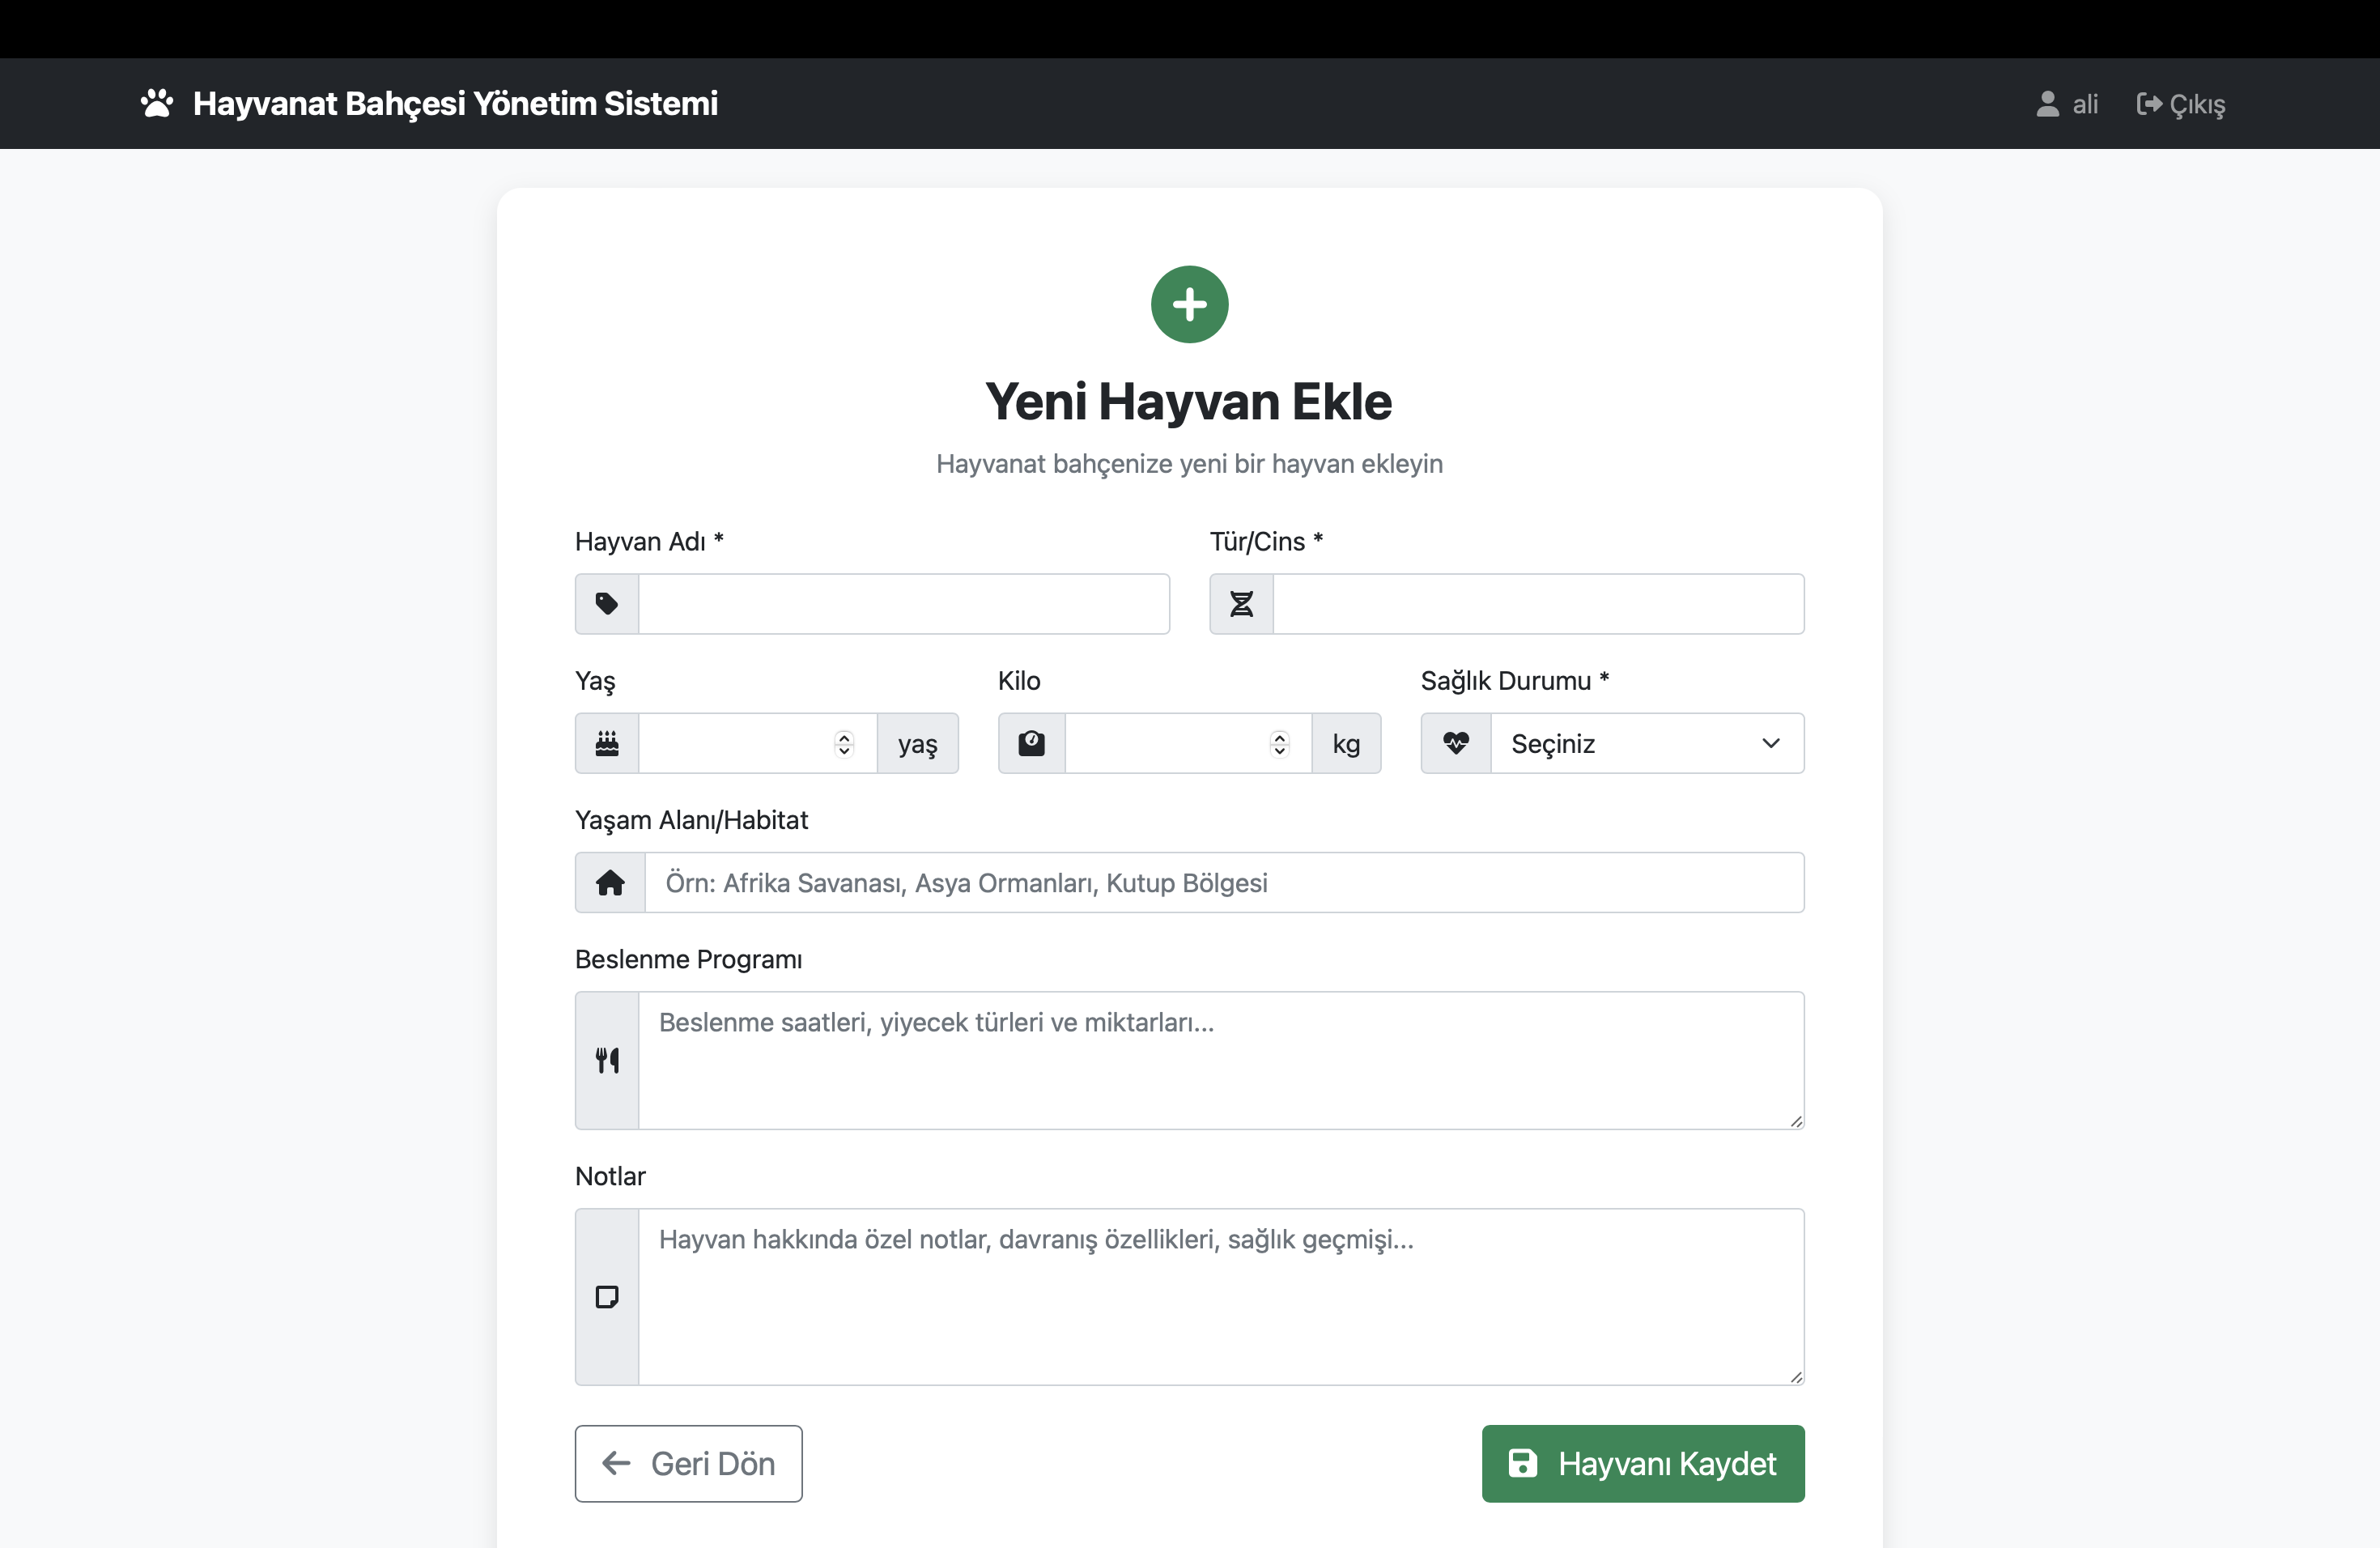 Hayvanat Bahçesi Yönetim Sistemi
ali
Çıkış
Yeni Hayvan Ekle
Hayvanat bahçenize yeni bir hayvan ekleyin
Hayvan Adı *
Tür/Cins *
Yaş
Kilo
Sağlık Durumu *
yaş
kg
Seçiniz
Yaşam Alanı/Habitat
Örn: Afrika Savanası, Asya Ormanları, Kutup Bölgesi
Beslenme Programı
Beslenme saatleri, yiyecek türleri ve miktarları...
Notlar
Hayvan hakkında özel notlar, davranış özellikleri, sağlık geçmişi...
Geri Dön
Hayvanı Kaydet